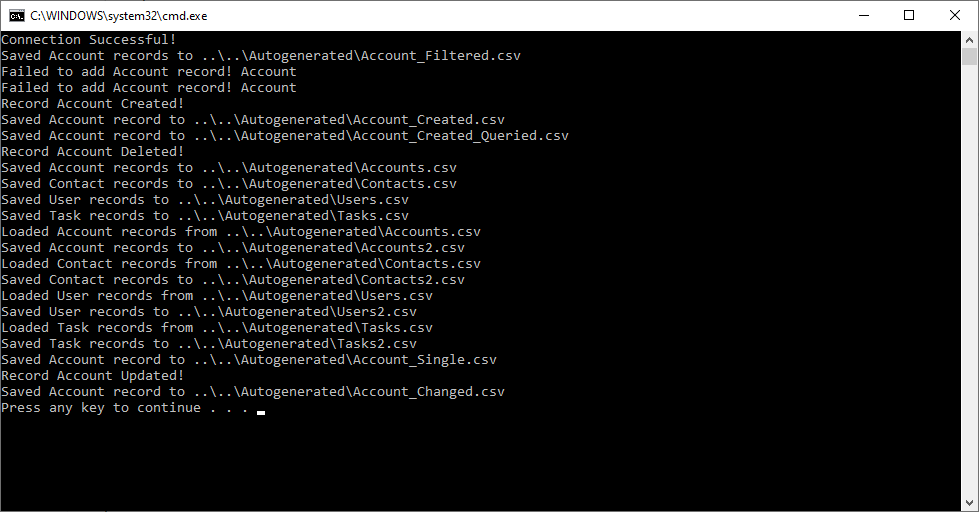 C:\WINDOWS\system32\cmd.exe
Connection Successful!
Saved Account records to ..\..\Autogenerated\Account_Filtered.csv
Failed to add Account record! Account
Failed to add Account record! Account
Record Account Created!
Saved Account record to ..\..\Autogenerated\Account_Created.csv
Saved Account record to ..\..\Autogenerated\Account_Created_Queried.csv
Record Account Deleted!
Saved Account records to ..\..\Autogenerated\Accounts.csv
Saved Contact records to ..\..\Autogenerated\Contacts.csv
Saved User records to ..\..\Autogenerated\Users.csv
Saved Task records to ..\..\Autogenerated\Tasks.csv
Loaded Account records from ..\..\Autogenerated\Accounts.csv
Saved Account records to ..\..\Autogenerated\Accounts2.csv
Loaded Contact records from ..\..\Autogenerated\Contacts.csv
Saved Contact records to ..\..\Autogenerated\Contacts2.csv
Loaded User records from ..\..\Autogenerated\Users.csv
Saved User records to ..\..\Autogenerated\Users2.csv
Loaded Task records from ..\..\Autogenerated\Tasks.csv
Saved Task records to ..\..\Autogenerated\Tasks2.csv
Saved Account record to ..\..\Autogenerated\Account_Single.csv
Record Account Updated!
Saved Account record to ..\..\Autogenerated\Account_Changed.csv
Press any key to continue . . .